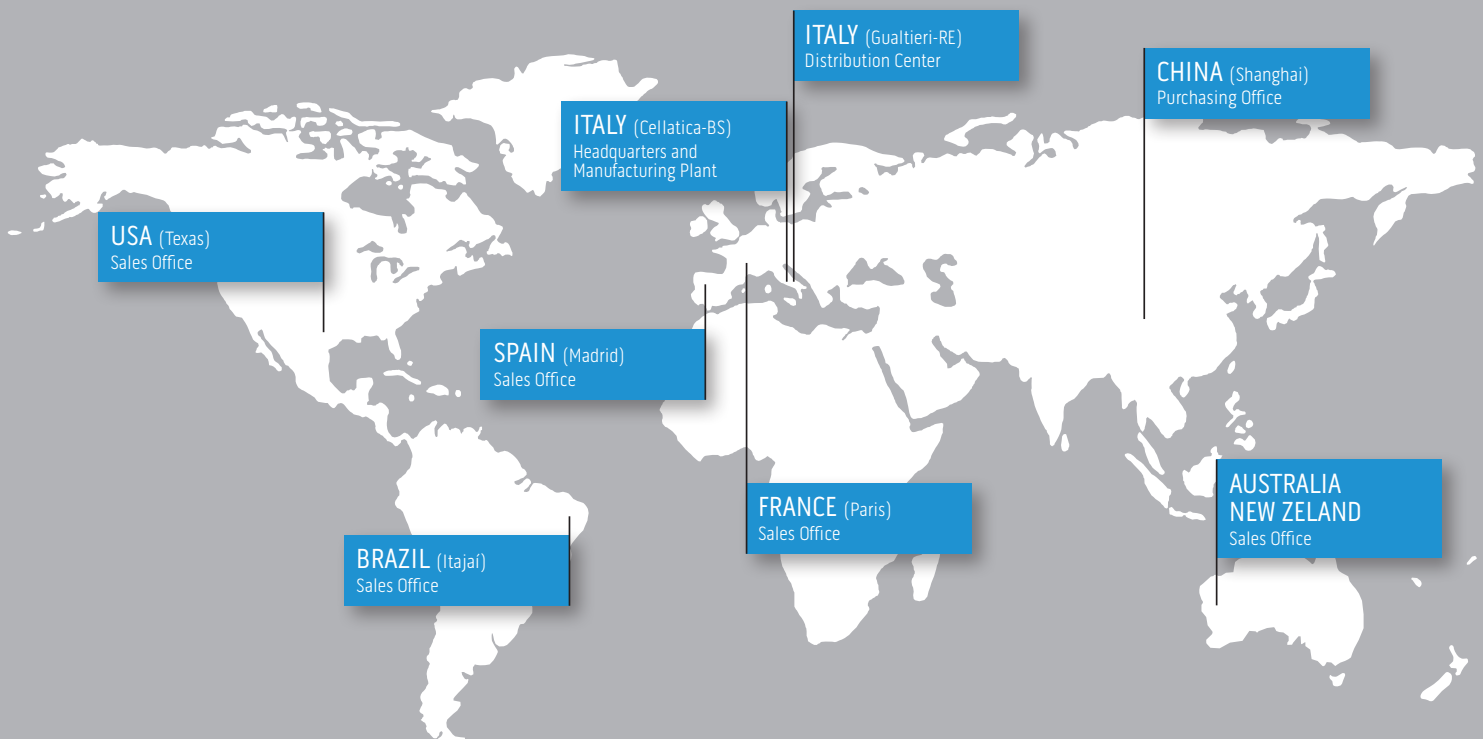 ITALY (Gualtieri-RE)
Distribution Center
CHINA (Shanghai)
Purchasing Office
ITALY (Cellatica-BS)
Headquarters and
Manufacturing Plant
USA (Texas)
Sales Office
SPAIN (Madrid)
Sales Office
FRANCE (Paris)
Sales Office
AUSTRALIA
NEW ZELAND
Sales Office
BRAZIL (Itajaí)
Sales Office